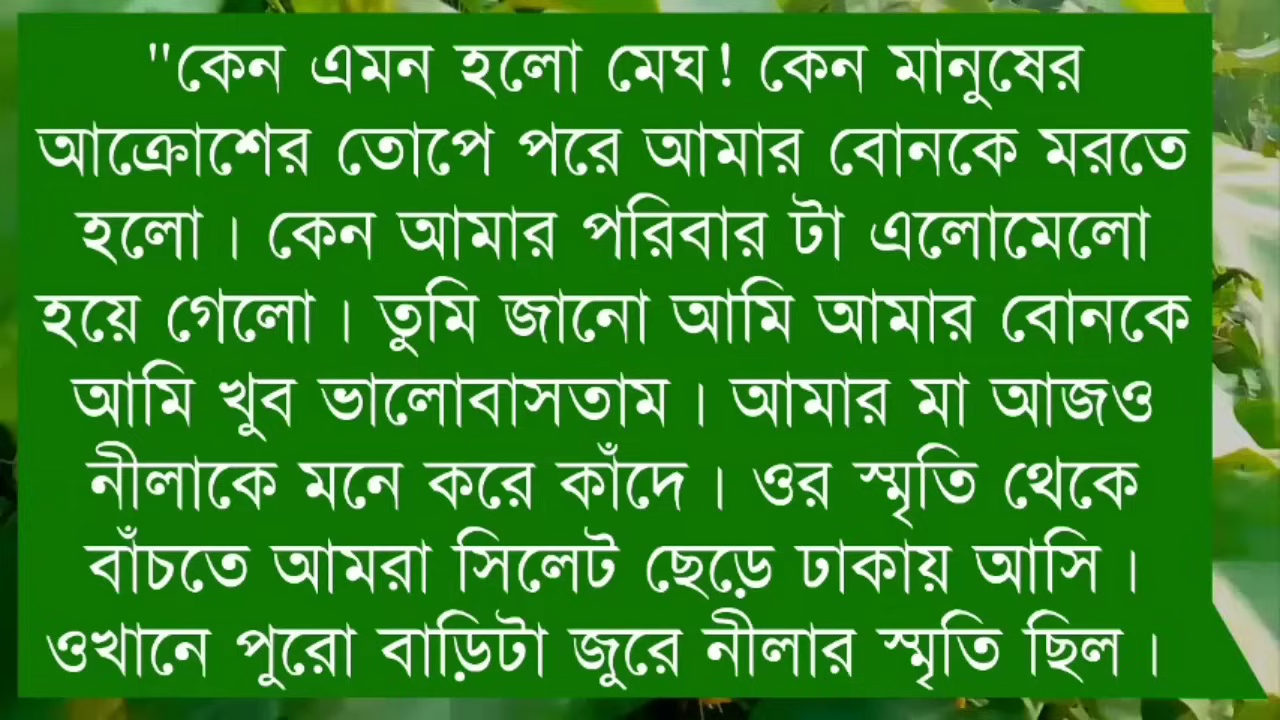 "কেন এমন হলো মেঘ! কেন মানুষের
আক্রোশের তোপে পরে আমার বোনকে মরতে
হলো। কেন আমার পরিবার টা এলোমেলো
হয়ে গেলো। তুমি জানো আমি আমার বোনকে
আমি খুব ভালোবাসতাম। আমার মা আজও
নীলাকে মনে করে কাঁদে। ওর স্মৃতি থেকে
বাঁচতে আমরা সিলেট ছেড়ে ঢাকায় আসি।
ওখানে পুরো বাড়িটা জুরে নীলার স্মৃতি ছিল।